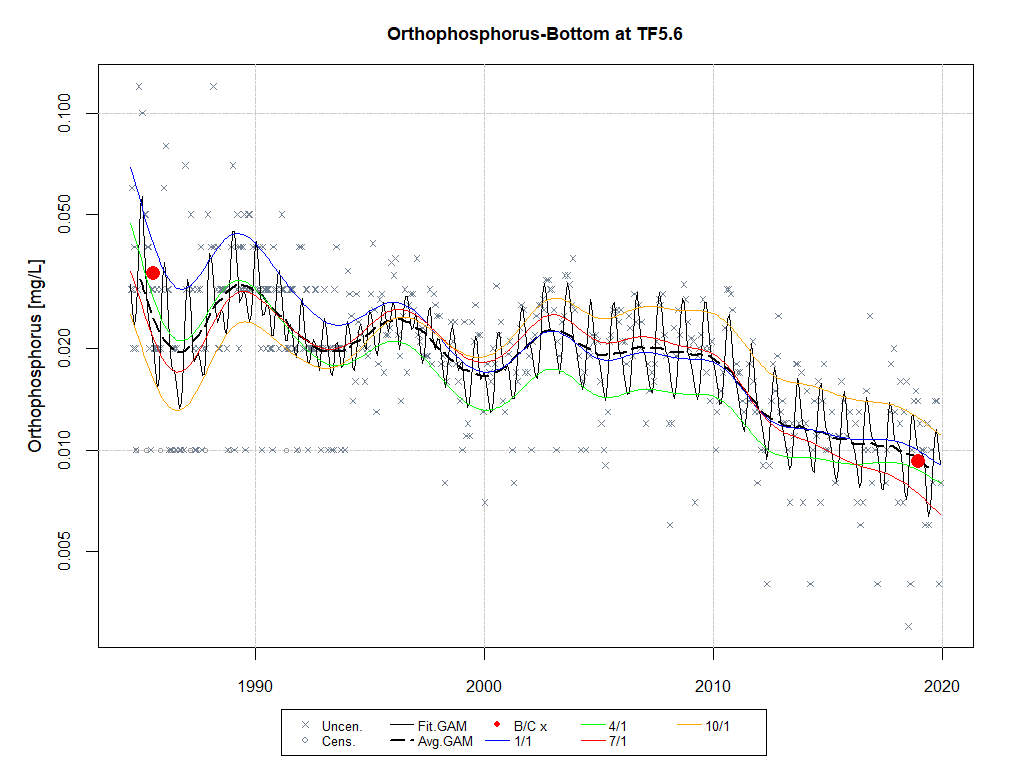 Orthophosphorus-Bottom at TF5.6
Orthophosphorus [mg/L]
0.100
0.050
0.020
0.010
0.005
1990 2000 2010 2020
Uncen. Fit.GAM B/C x 4/1 10/1
Cens. Avg.GAM 1/1 7/1